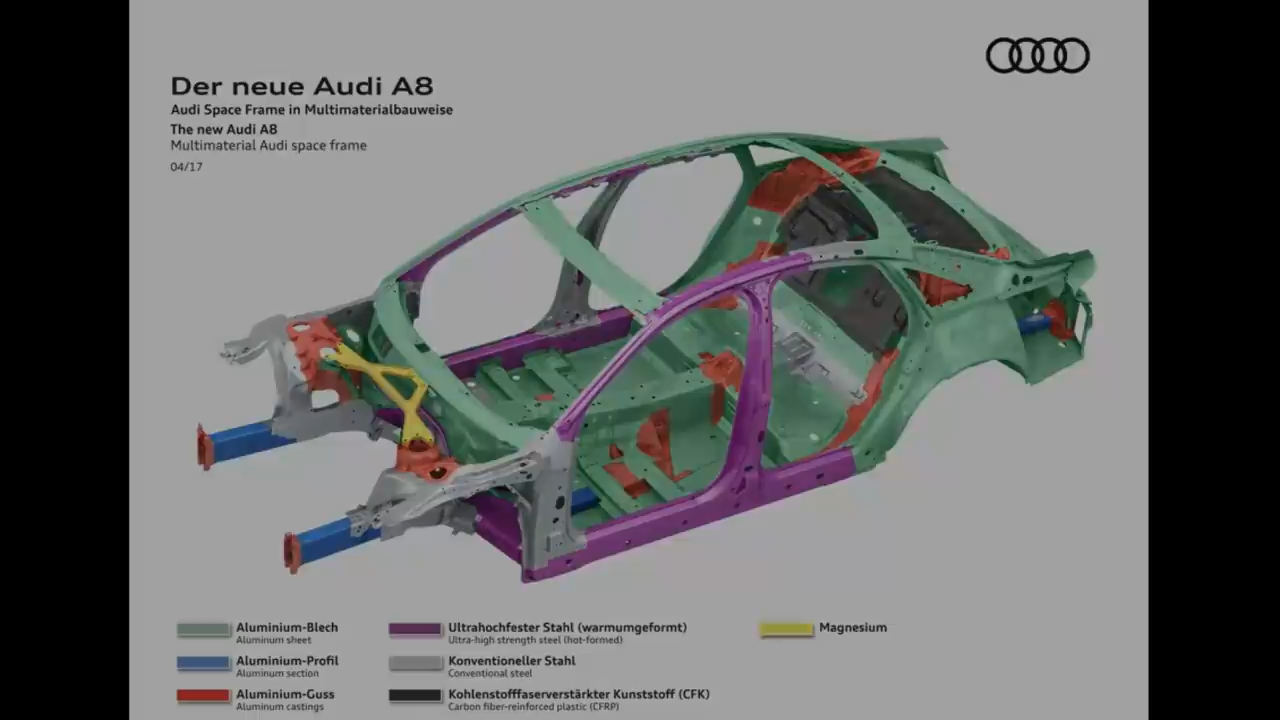 Der neue Audi A8
Audi Space Frame in Multimaterialbauweise
The new Audi A8
Multimaterial Audi space frame
04/17
Aluminium-Blech
Aluminum sheet
Aluminium-Profil
Aluminum section
Aluminium-Guss
Aluminum castings
Ultrahochfester Stahl (warmumgeformt)
Ultra-high strength steel (hot-formed)
Konventioneller Stahl
Conventional steel
Kohlenstofffaserverstärkter Kunststoff (CFK)
Carbon fiber-reinforced plastic (CFRP)
Magnesium